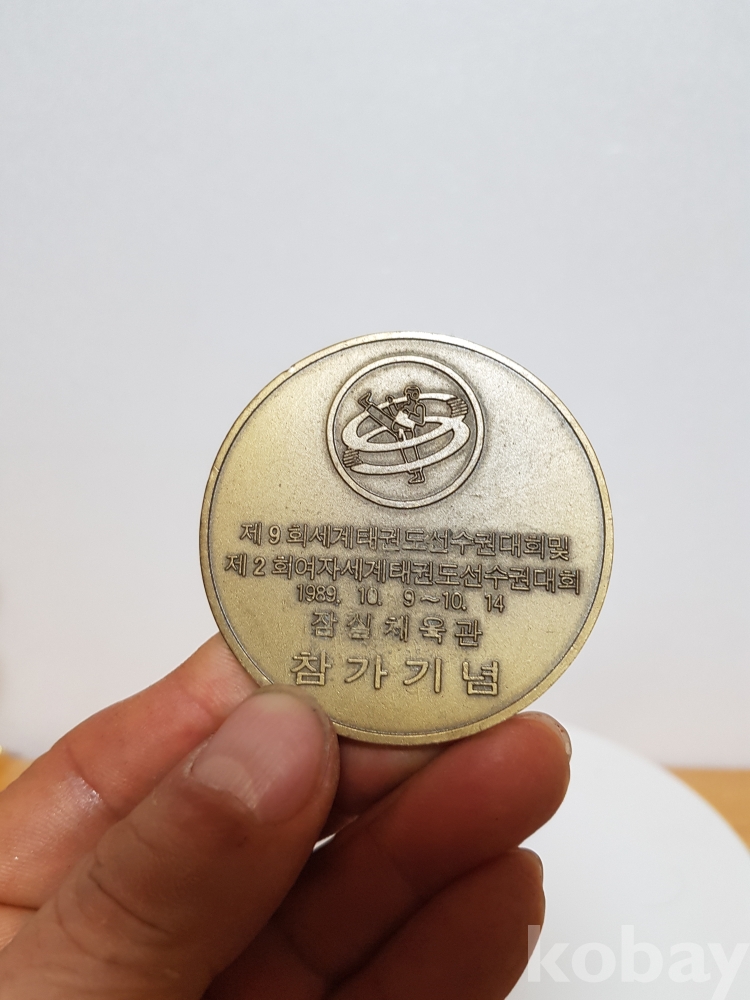 제 9 회세계태권도선수권대회및
제 2 회여자세계태권도선수권대회
1989. 10. 9~10. 14
잠실체육관
참가기념
kobay